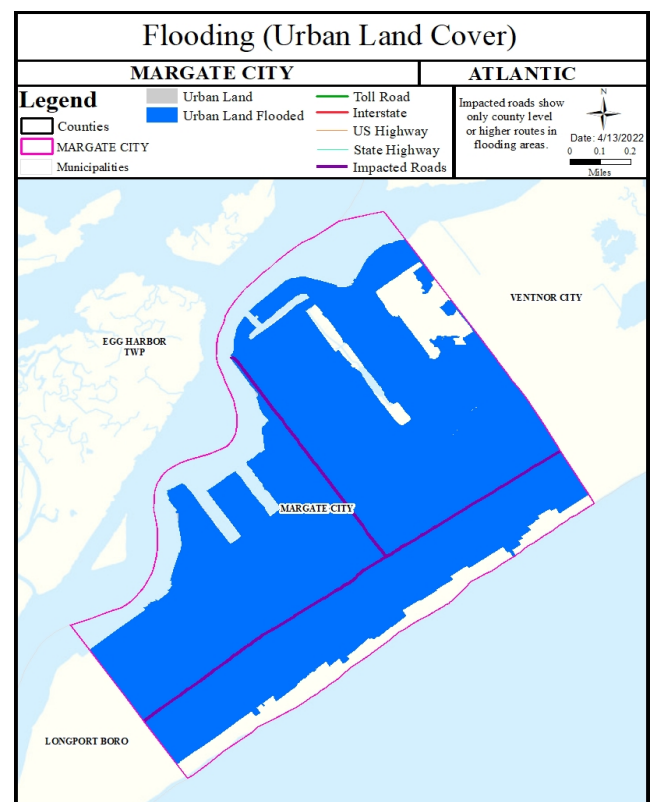 Flooding (Urban Land Cover)
MARGATE CITY
ATLANTIC
Legend
Counties
MARGATE CITY
Municipalities
Urban Land
Urban Land Flooded
Toll Road
Interstate
US Highway
State Highway
Impacted Roads
Impacted roads show
only county level
or higher routes in
flooding areas.
N
Date: 4/13/2022
0 0.1 0.2
Miles
VENTNOR CITY
EGG HARBOR
TWP
MARGATE CITY
LONGPORT BORO